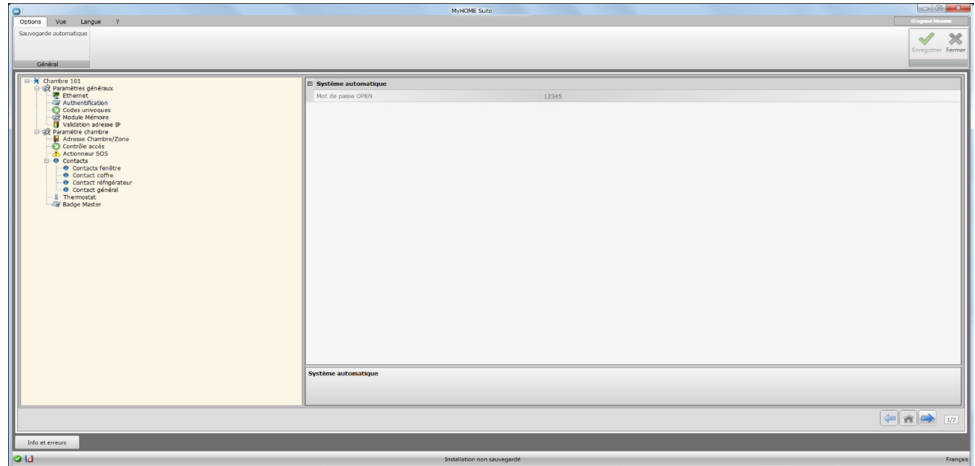 MyHOME Suite
Options Vue Langue ?
Sauvegarde automatique
Enregistrer Fermer
Général
Chambre 101
Paramètres généraux
Ethernet
Authentification
Codes univoques
Module Mémoire
Validation adresse IP
Paramètre chambre
Adresse Chambre/Zone
Contrôle accès
Actionneur SOS
Contacts
Contacts fenêtre
Contact coffre
Contact réfrigérateur
Contact général
Thermostat
Badge Master
Système automatique
Mot de passe OPEN 12345
Système automatique
1/2
Info et erreurs
Installation non sauvegardé
Français